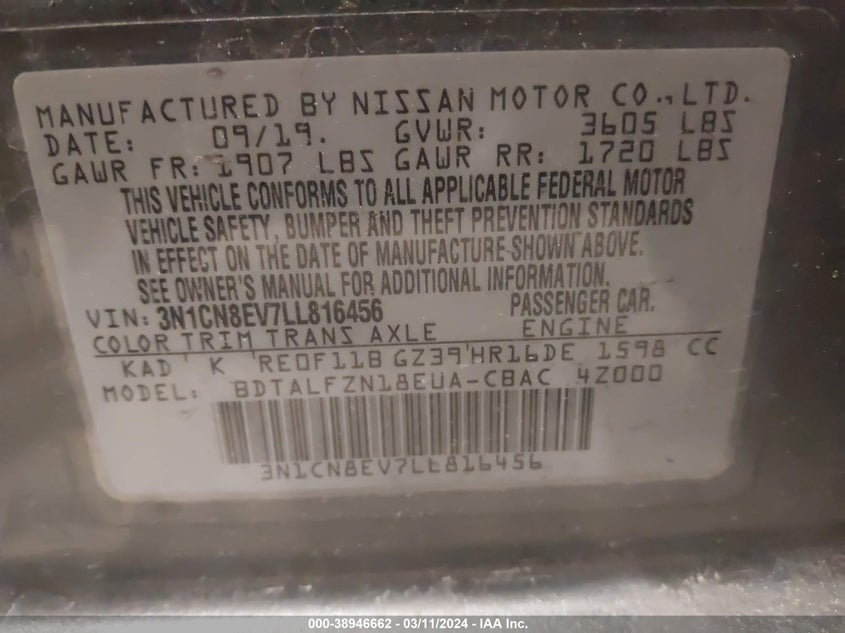 MANUFACTURED BY NISSAN MOTOR CO.,LTD.
DATE: 09/19. GVWR: 3605 LBS
GAWR FR: 1907 LBS GAWR RR: 1720 LBS
THIS VEHICLE CONFORMS TO ALL APPLICABLE FEDERAL MOTOR
VEHICLE SAFETY, BUMPER AND THEFT PREVENTION STANDARDS
IN EFFECT ON THE DATE OF MANUFACTURE SHOWN ABOVE.
SEE OWNER'S MANUAL FOR ADDITIONAL INFORMATION.
VIN: 3N1CN8EV7LL816456 PASSENGER CAR.
COLOR TRIM TRANS AXLE ENGINE
KAD K RE0F11B GZ39 HR16DE 1598 CC
MODEL: BDTALFZN18EUA-CBAC 4Z000
3N1CN8EV7LL816456
000-38946662 - 03/11/2024 - IAA Inc.